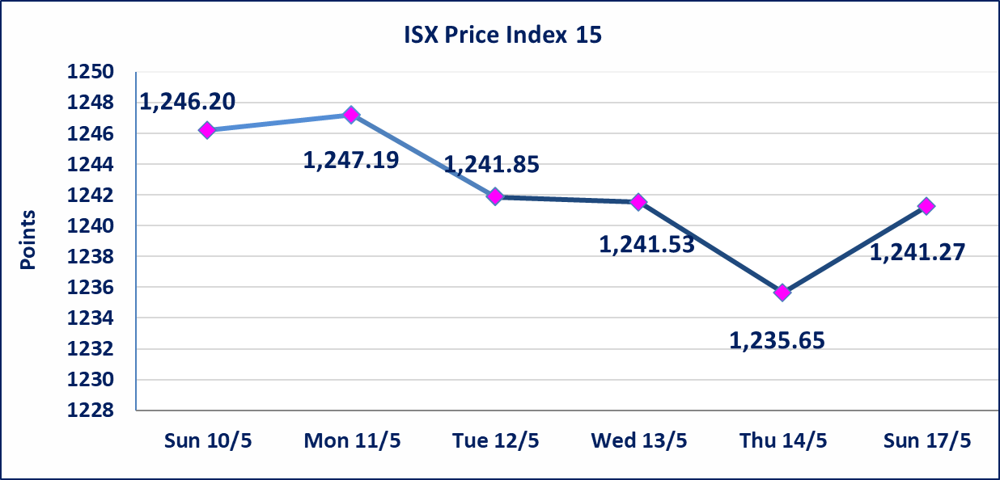 ISX Price Index 15
1250
1248
1246
1244
1242
1240
1238
1236
1234
1232
1230
1228
Points
1,246.20
1,247.19
1,241.85
1,241.53
1,235.65
1,241.27
Sun 10/5
Mon 11/5
Tue 12/5
Wed 13/5
Thu 14/5
Sun 17/5